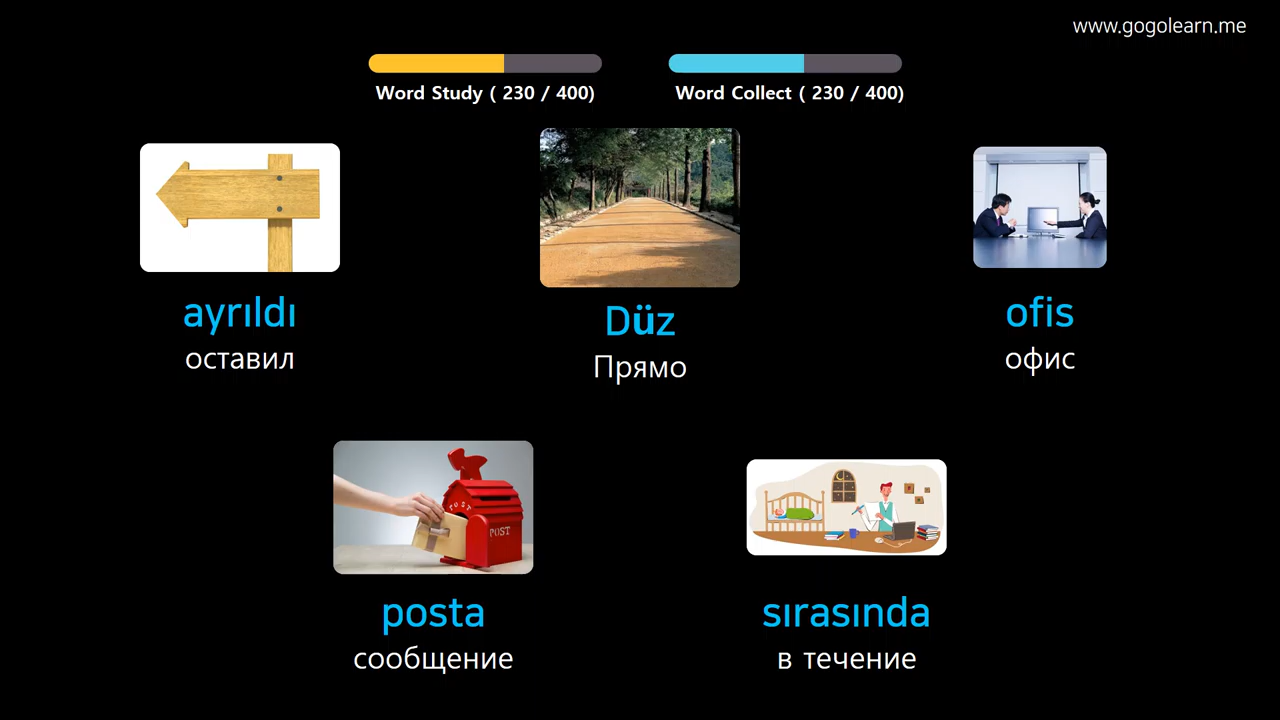 www.gogolearn.me
Word Study ( 230 / 400)
Word Collect ( 230 / 400)
ayrıldı
оставил
Düz
Прямо
ofis
офис
POST
POST
posta
сообщение
sırasında
в течение